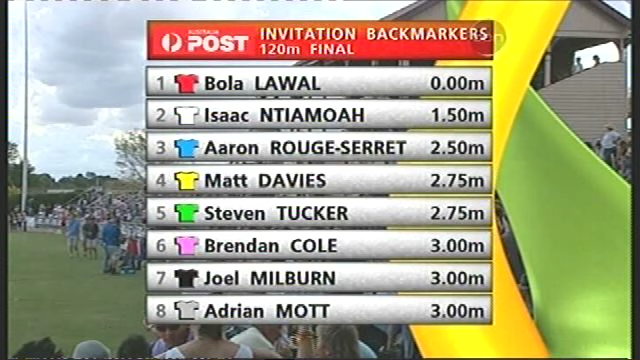 AUSTRALIA
POST
INVITATION BACKMARKERS
120m FINAL
1 Bola LAWAL 0.00m
2 Isaac NTIAMOAH 1.50m
3 Aaron ROUGE-SERRET 2.50m
4 Matt DAVIES 2.75m
5 Steven TUCKER 2.75m
6 Brendan COLE 3.00m
7 Joel MILBURN 3.00m
8 Adrian MOTT 3.00m